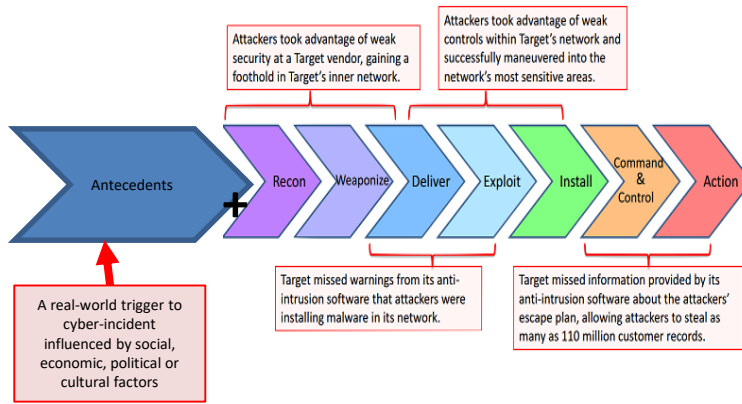 Attackers took advantage of weak
security at a Target vendor, gaining a
foothold in Target's inner network.
Attackers took advantage of weak
controls within Target's network and
successfully maneuvered into the
network's most sensitive areas.
Antecedents
+
Recon
Weaponize
Deliver
Exploit
Install
Command
&
Control
Action
A real-world trigger to
cyber-incident
influenced by social,
economic, political or
cultural factors
Target missed warnings from its anti-
intrusion software that attackers were
installing malware in its network.
Target missed information provided by its
anti-intrusion software about the attackers'
escape plan, allowing attackers to steal as
many as 110 million customer records.